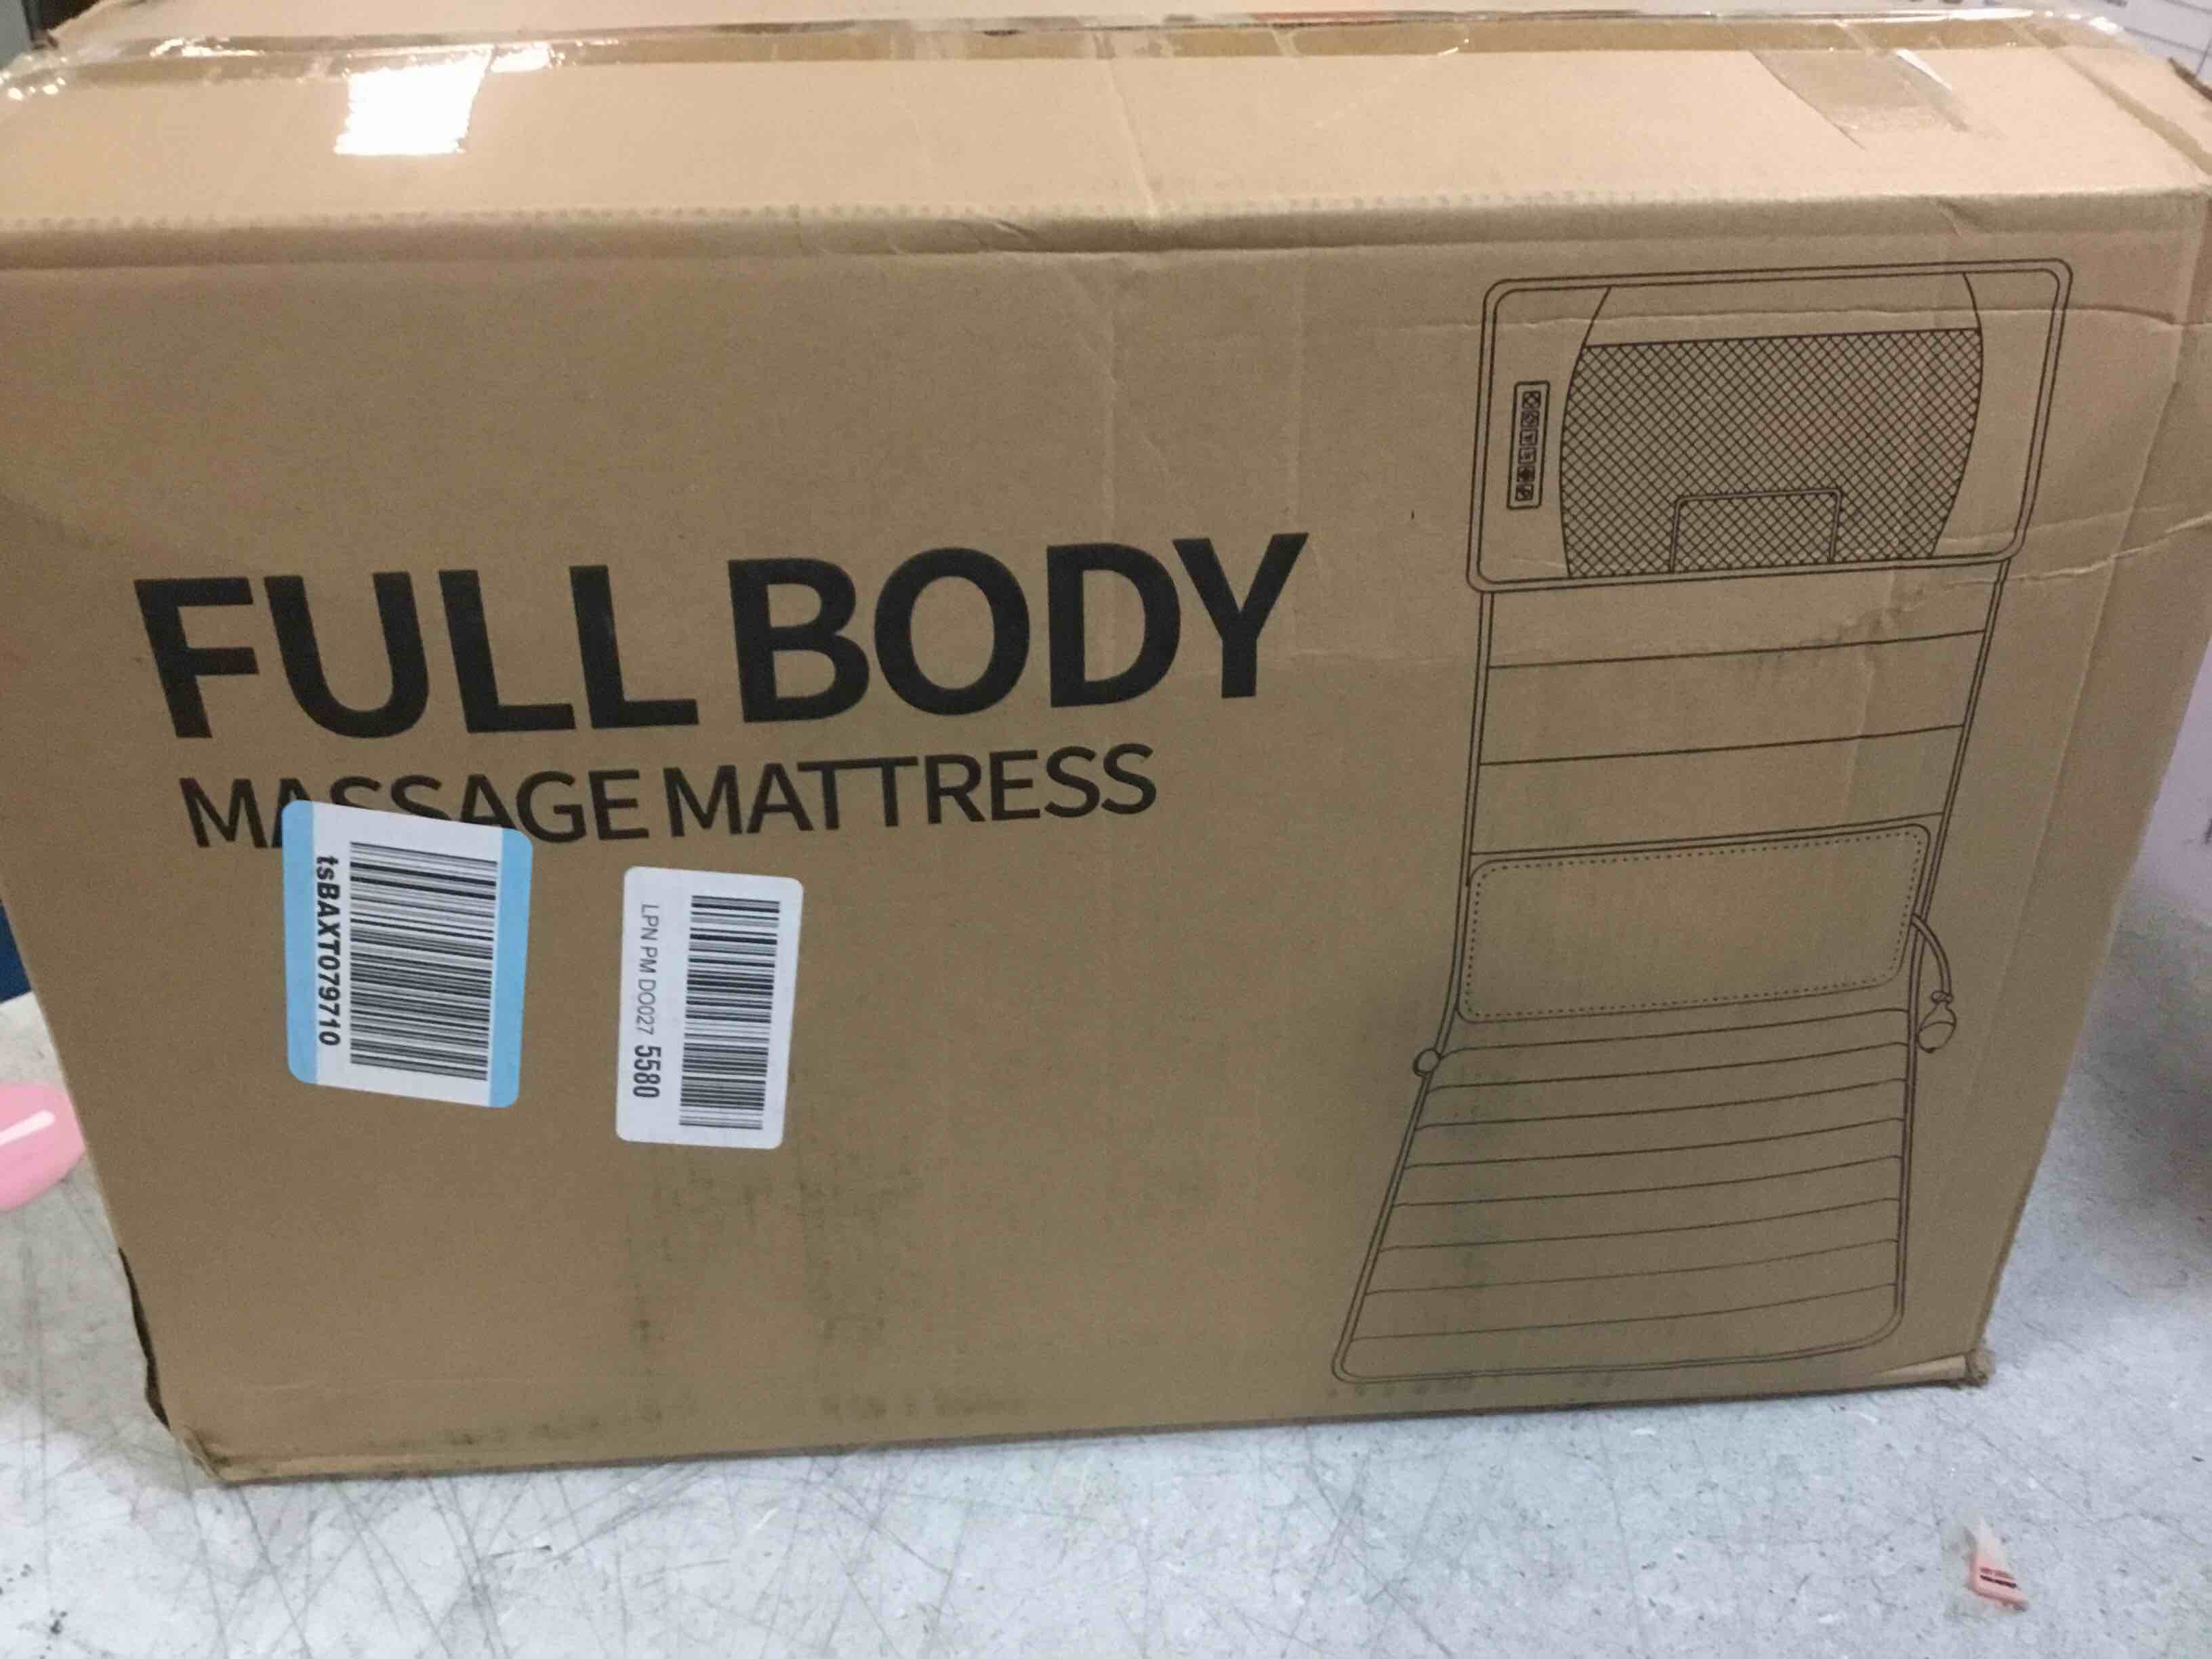 FULL BODY
MASSAGE MATTRESS
tsBAXT079710
LPN PM DO027 5580